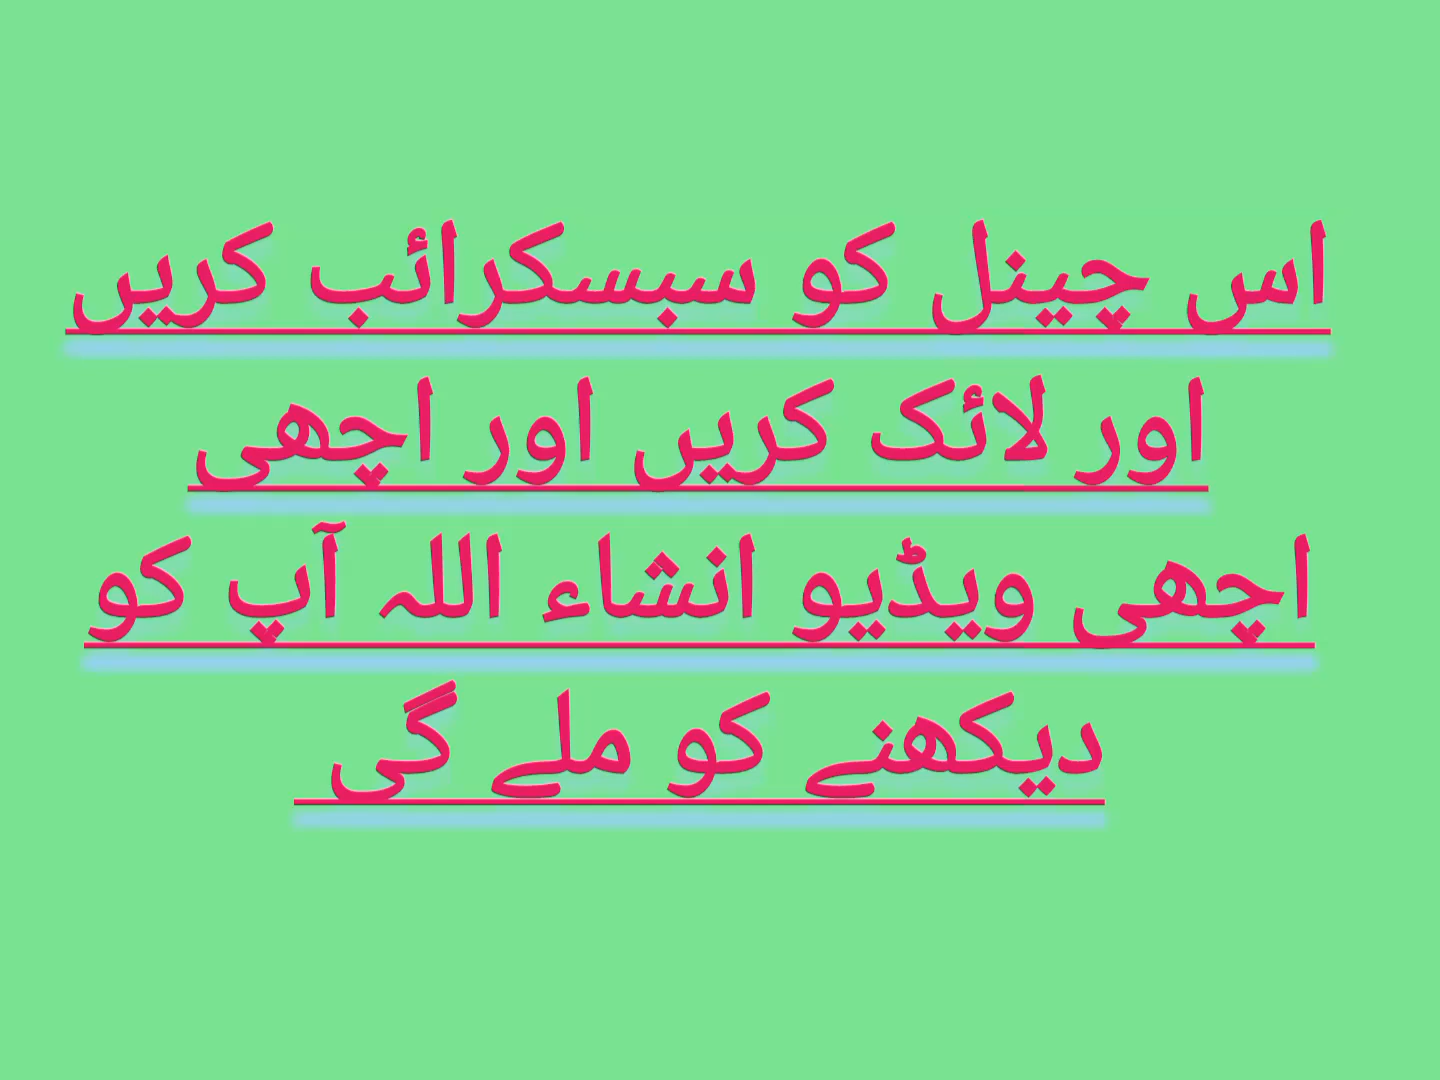 اس چینل کو سبسکرائب کریں
اور لائک کریں اور اچھی
اچھی ویڈیو انشاء اللہ آپ کو
دیکھنے کو ملے گی